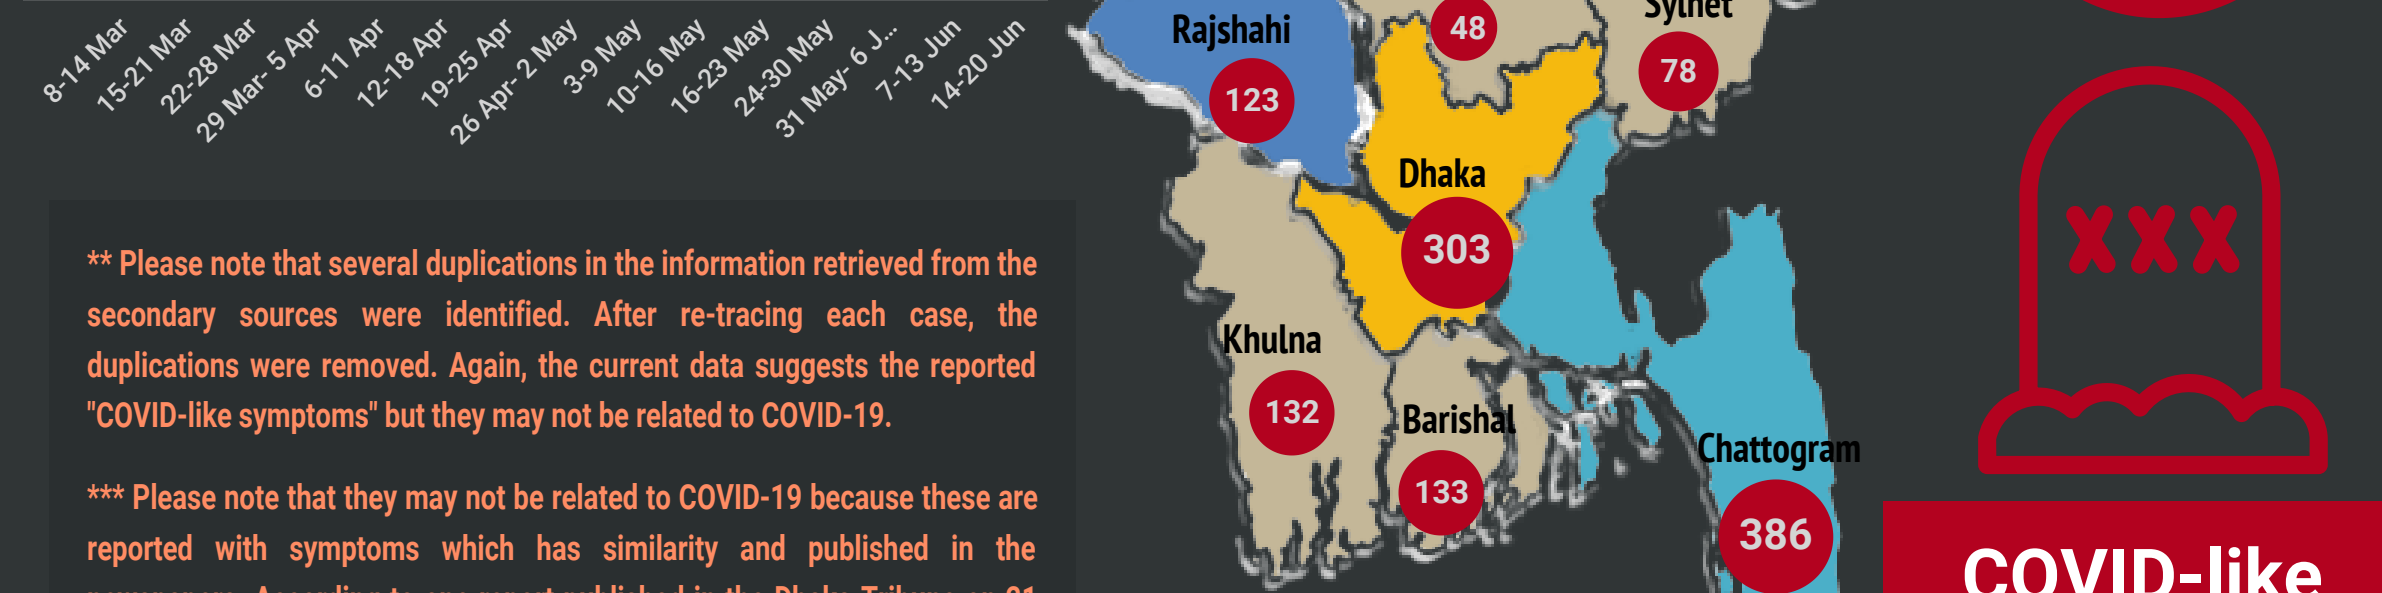 8-14 Mar
15-21 Mar
22-28 Mar
29 Mar- 5 Apr
6-11 Apr
12-18 Apr
19-25 Apr
26 Apr- 2 May
3-9 May
10-16 May
16-23 May
24-30 May
31 May- 6 J...
7-13 Jun
14-20 Jun
** Please note that several duplications in the information retrieved from the
secondary sources were identified. After re-tracing each case, the
duplications were removed. Again, the current data suggests the reported
"COVID-like symptoms" but they may not be related to COVID-19.
*** Please note that they may not be related to COVID-19 because these are
reported with symptoms which has similarity and published in the
Rajshahi
123
48
Sylhet
78
Dhaka
303
Khulna
132
Barishal
133
Chattogram
386
XXX
COVID-like